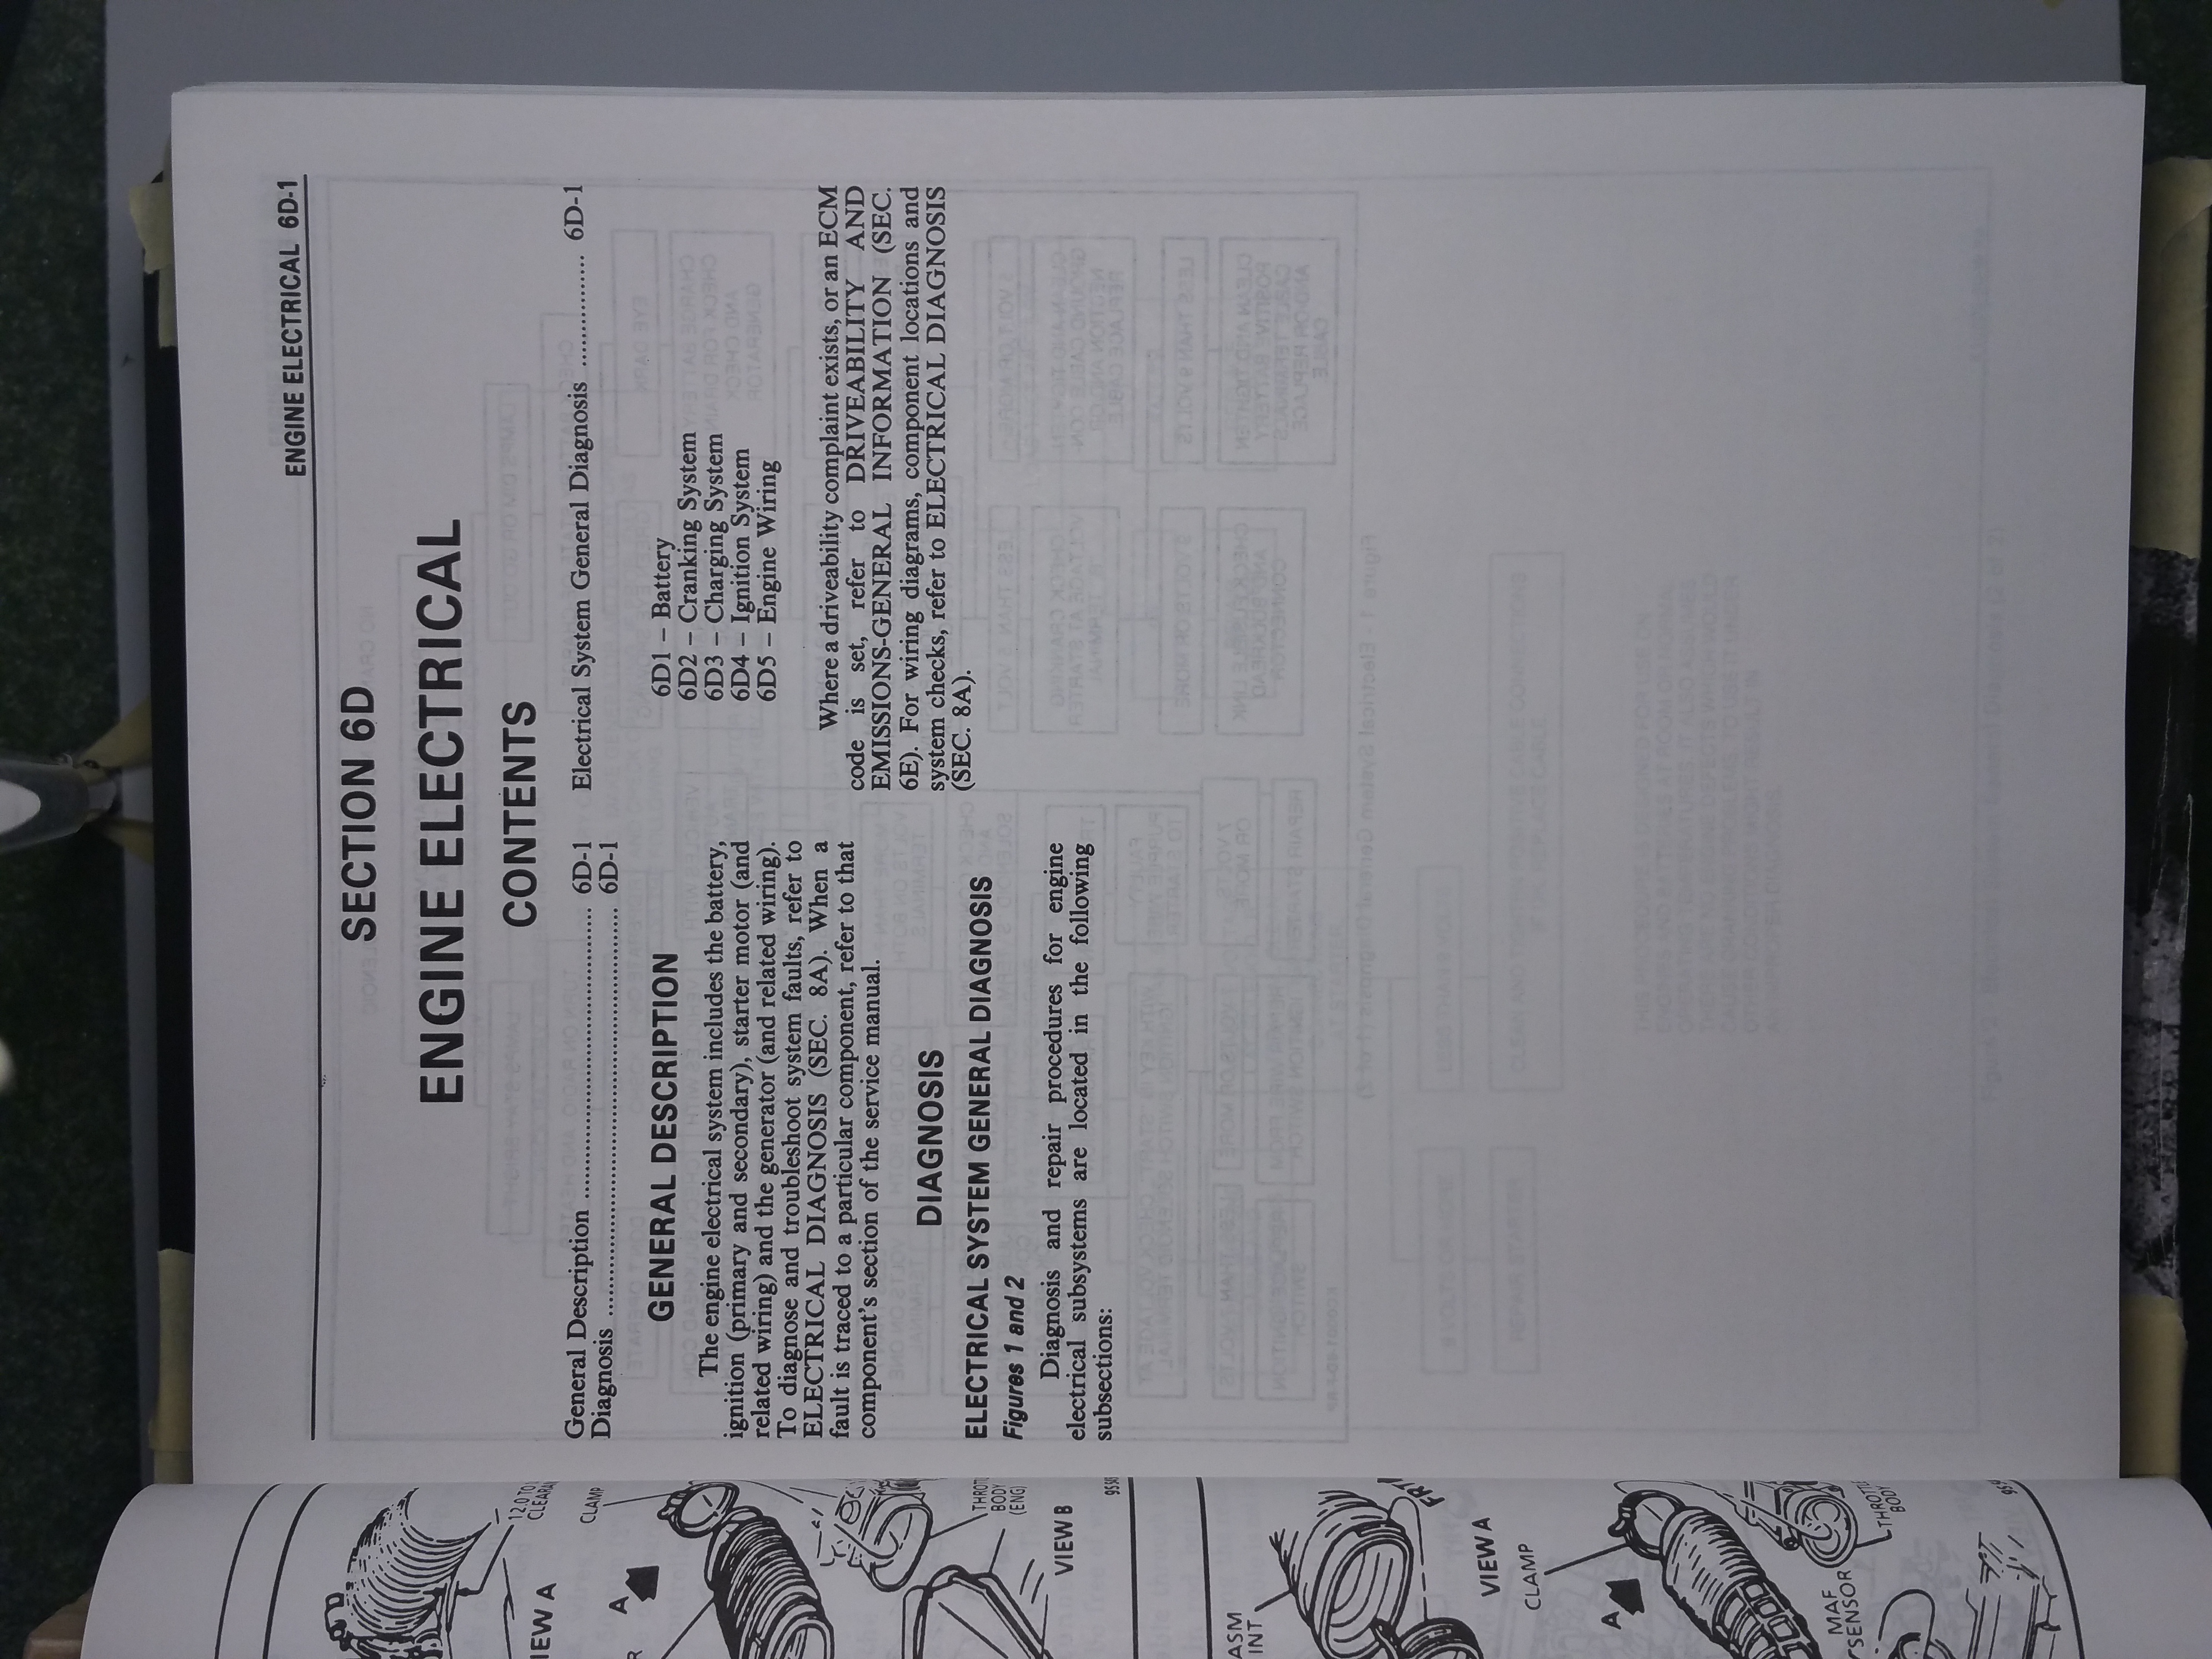 ENGINE ELECTRICAL 6D-1
SECTION 6D
ENGINE ELECTRICAL
CONTENTS
General Description ........................................ 6D-1
Diagnosis ........................................................ 6D-1
Electrical System General Diagnosis ............ 6D-1
GENERAL DESCRIPTION
The engine electrical system includes the battery,
ignition (primary and secondary), starter motor (and
related wiring) and the generator (and related wiring).
To diagnose and troubleshoot system faults, refer to
ELECTRICAL DIAGNOSIS (SEC. 8A). When a
fault is traced to a particular component, refer to that
component's section of the service manual.
DIAGNOSIS
ELECTRICAL SYSTEM GENERAL DIAGNOSIS
Figures 1 and 2
Diagnosis and repair procedures for engine
electrical subsystems are located in the following
subsections:
6D1 – Battery
6D2 – Cranking System
6D3 – Charging System
6D4 – Ignition System
6D5 – Engine Wiring
Where a driveability complaint exists, or an ECM
code is set, refer to DRIVEABILITY AND
EMISSIONS-GENERAL INFORMATION (SEC.
6E). For wiring diagrams, component locations and
system checks, refer to ELECTRICAL DIAGNOSIS
(SEC. 8A).
12.0 TO
CLAMP
A
THROT
BODY
(ENG)
VIEW B
VIEW A
CLAMP
A
THROTT
BODY
MAF
SENSOR